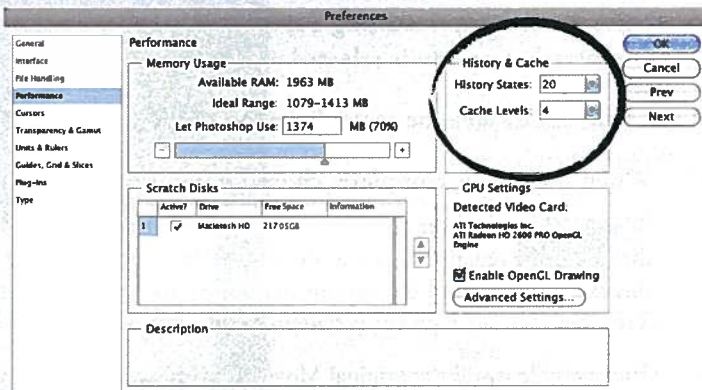 Preferences
General
Interface
File Handling
Performance
Cursors
Transparency & Gamut
Units & Rulers
Guides, Grid & Slices
Plug-Ins
Type
Performance
Memory Usage
Available RAM: 1963 MB
Ideal Range: 1079-1413 MB
Let Photoshop Use: 1374 MB (70%)
- +
History & Cache
History States: 20
Cache Levels: 4
OK
Cancel
Prev
Next
Scratch Disks
Active? Drive Free Space Information
1 Macintosh HD 217.05GB
GPU Settings
Detected Video Card:
ATI Technologies Inc.
ATI Radeon HD 2600 PRO OpenGL
Engine
Enable OpenGL Drawing
Advanced Settings...
Description